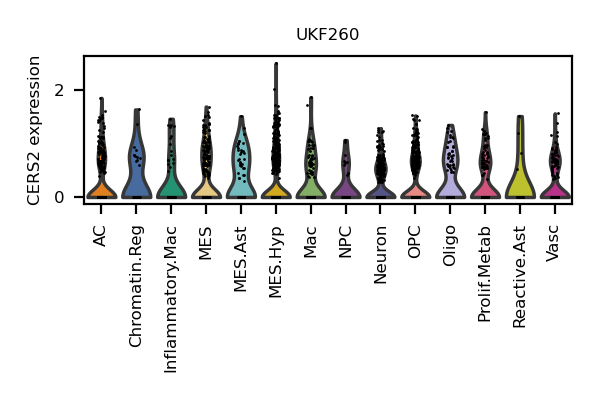 UKF260
CERS2 expression
2
0
AC
Chromatin.Reg
Inflammatory.Mac
MES
MES.Ast
MES.Hyp
Mac
NPC
Neuron
OPC
Oligo
Prolif.Metab
Reactive.Ast
Vasc